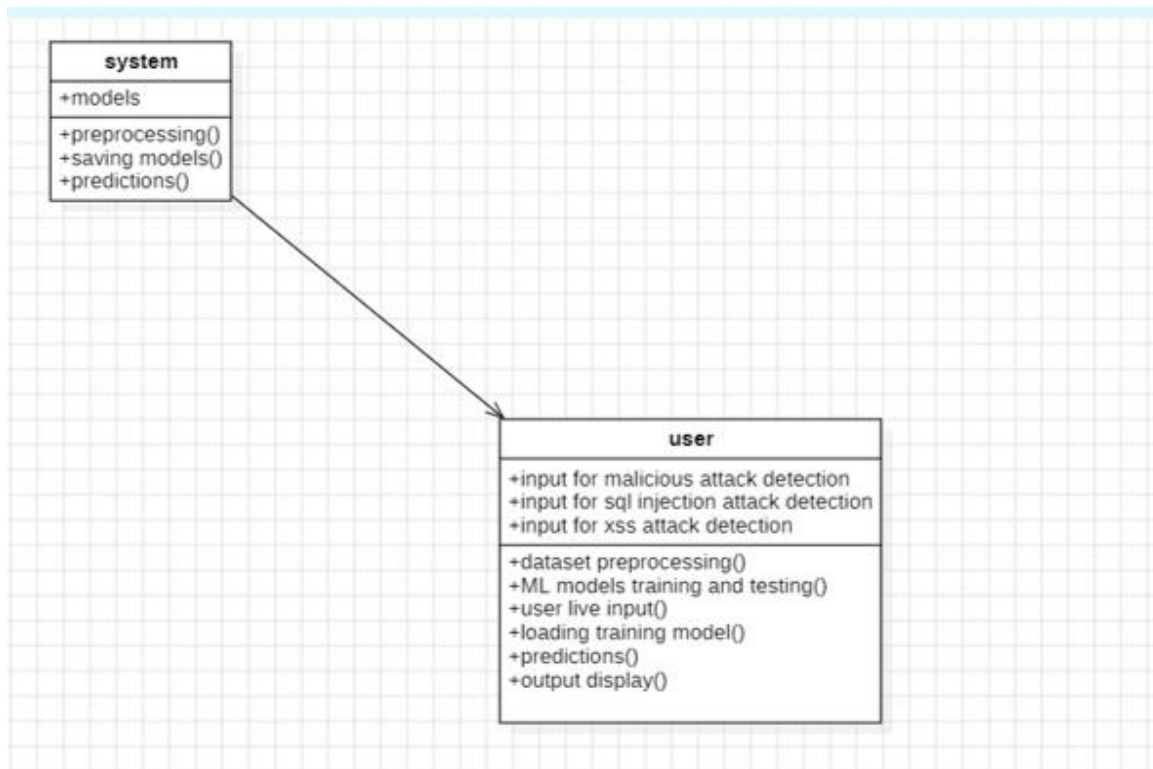 system
+models
+preprocessing()
+saving models()
+predictions()
user
+input for malicious attack detection
+input for sql injection attack detection
+input for xss attack detection
+dataset preprocessing()
+ML models training and testing()
+user live input()
+loading training model()
+predictions()
+output display()